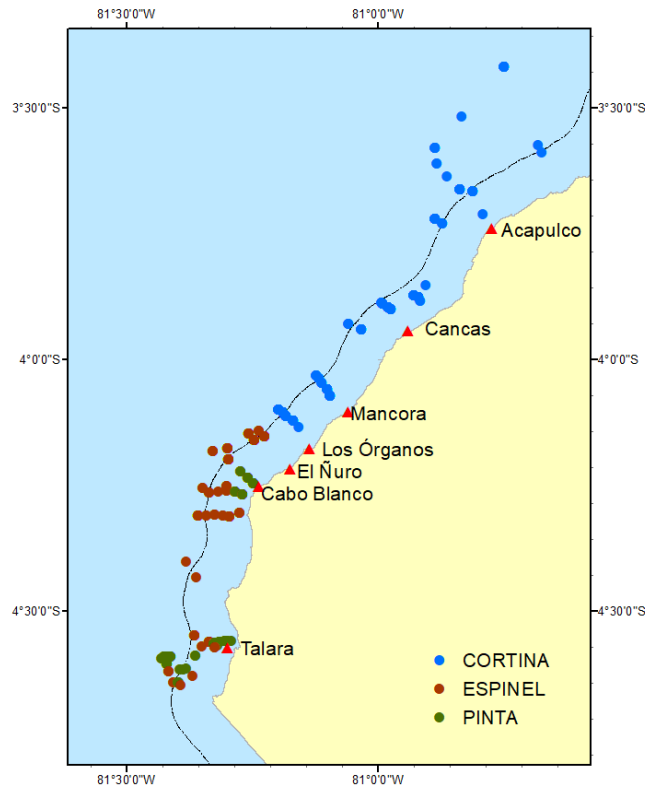 81°30'0"W 81°0'0"W
3°30'0"S 3°30'0"S
Acapulco
Cancas
4°0'0"S 4°0'0"S
Mancora
Los Órganos
El Ñuro
Cabo Blanco
4°30'0"S 4°30'0"S
Talara
CORTINA
ESPINEL
PINTA
81°30'0"W 81°0'0"W